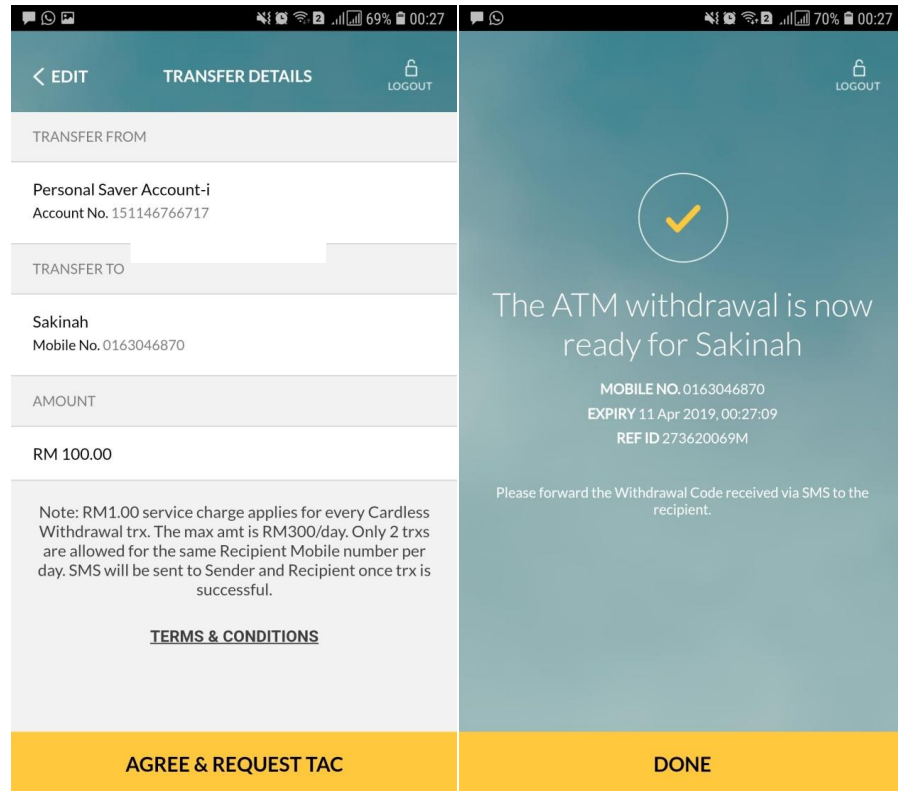 69% 00:27
< EDIT TRANSFER DETAILS LOGOUT
TRANSFER FROM
Personal Saver Account-i
Account No. 151146766717
TRANSFER TO
Sakinah
Mobile No. 0163046870
AMOUNT
RM 100.00
Note: RM1.00 service charge applies for every Cardless
Withdrawal trx. The max amt is RM300/day. Only 2 trxs
are allowed for the same Recipient Mobile number per
day. SMS will be sent to Sender and Recipient once trx is
successful.
TERMS & CONDITIONS
AGREE & REQUEST TAC
2 70% 00:27
LOGOUT
The ATM withdrawal is now
ready for Sakinah
MOBILE NO. 0163046870
EXPIRY 11 Apr 2019, 00:27:09
REF ID 273620069M
Please forward the Withdrawal Code received via SMS to the
recipient.
DONE